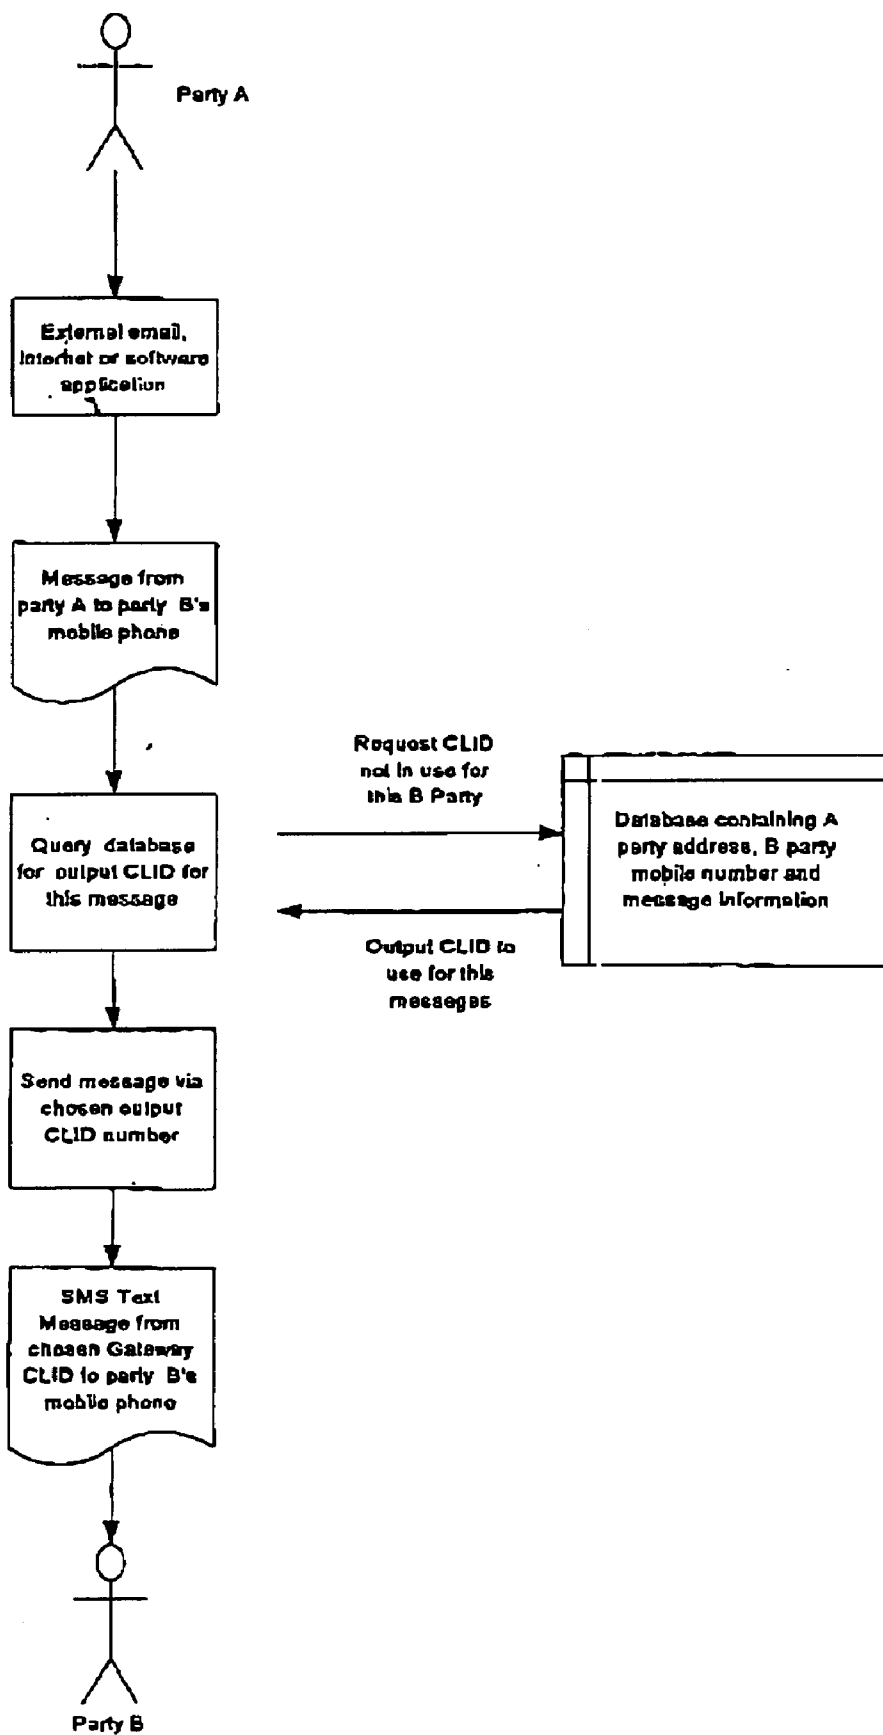 Party A
External email,
Internet or software
application
Message from
party A to party B's
mobile phone
Request CLID
not in use for
this B Party
Query database
for output CLID for
this message
Database containing A
party address, B party
mobile number and
message information
Output CLID to
use for this
messages
Send message via
chosen output
CLID number
SMS Text
Message from
chosen Gateway
CLID to party B's
mobile phone
Party B